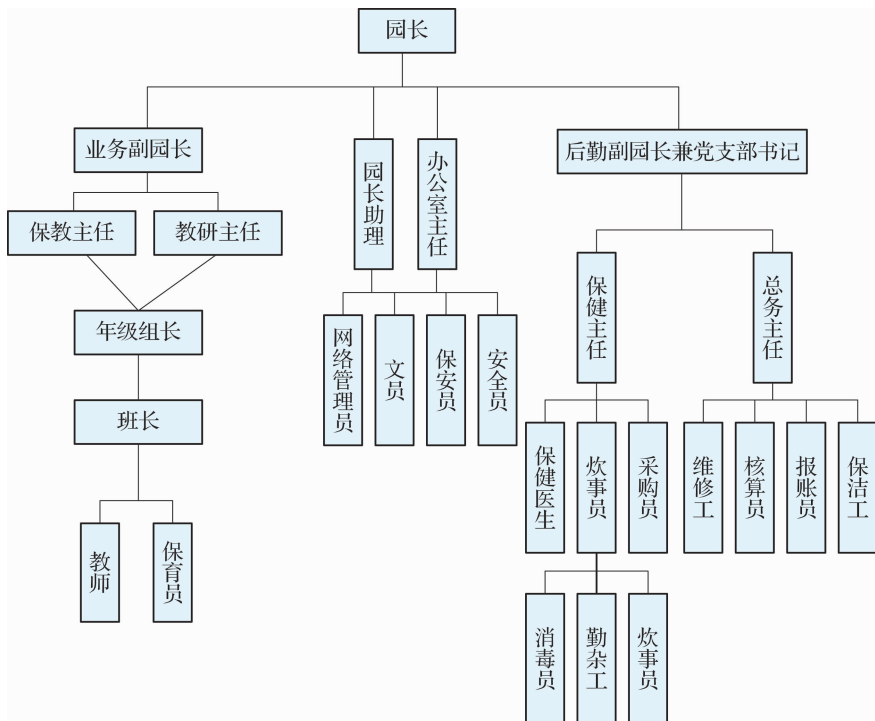 园长
业务副园长
园长助理
办公室主任
后勤副园长兼党支部书记
保教主任
教研主任
保健主任
总务主任
年级组长
网络管理员
文员
保安员
安全员
班长
保健医生
炊事员
采购员
维修工
核算员
报账员
保洁工
教师
保育员
消毒员
勤杂工
炊事员